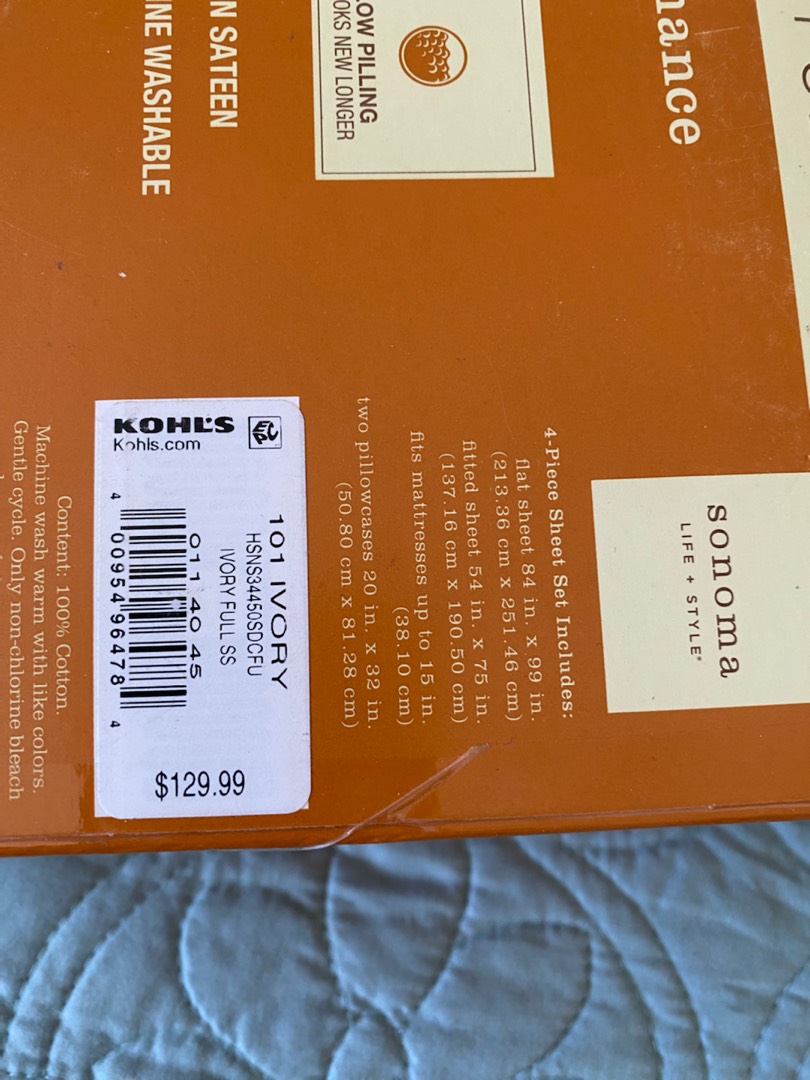 ance
LOW PILLING
OKS NEW LONGER
N SATEEN
INE WASHABLE
sonoma
LIFE + STYLE®
4-Piece Sheet Set Includes:
flat sheet 84 in. x 99 in.
(213.36 cm x 251.46 cm)
fitted sheet 54 in. x 75 in.
(137.16 cm x 190.50 cm)
fits mattresses up to 15 in.
(38.10 cm)
two pillowcases 20 in. x 32 in.
(50.80 cm x 81.28 cm)
KOHL'S
Kohls.com
101 IVORY
HSNS34450SDCFU
IVORY FULL SS
011 40 45
4 00954 96478 4
$129.99
Content: 100% Cotton.
Machine wash warm with like colors.
Gentle cycle. Only non-chlorine bleach